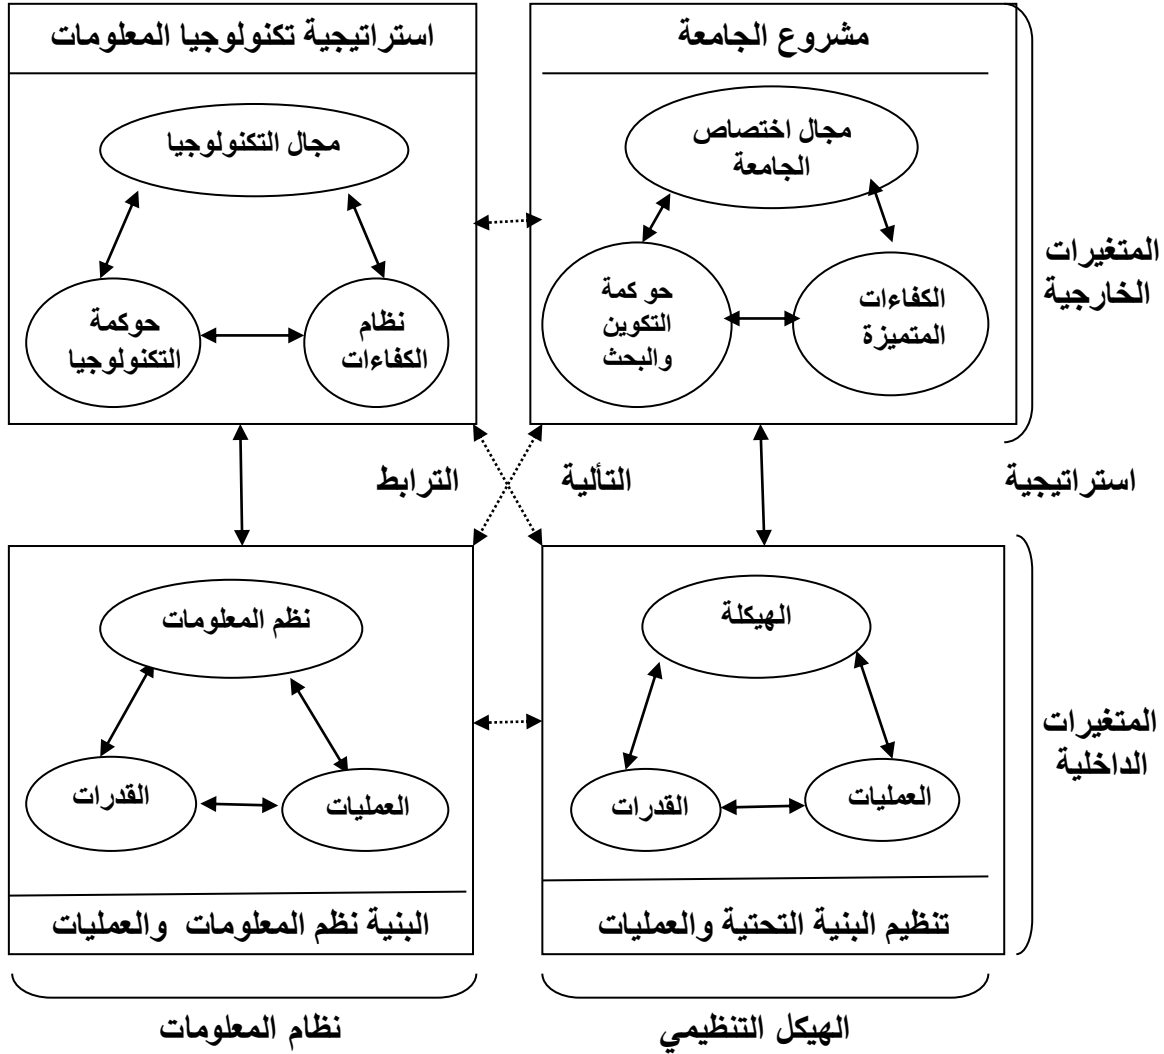 مشروع الجامعة
مجال اختصاص
الجامعة
حوكمة
التكوين
والبحث
الكفاءات
المتميزة
استراتيجية تكنولوجيا المعلومات
مجال التكنولوجيا
نظام
الكفاءات
حوكمة
التكنولوجيا
المتغيرات
الخارجية
استراتيجية
التألية
الترابط
المتغيرات
الداخلية
الهيكلة
العمليات
القدرات
تنظيم البنية التحتية والعمليات
نظم المعلومات
العمليات
القدرات
البنية نظم المعلومات والعمليات
الهيكل التنظيمي
نظام المعلومات